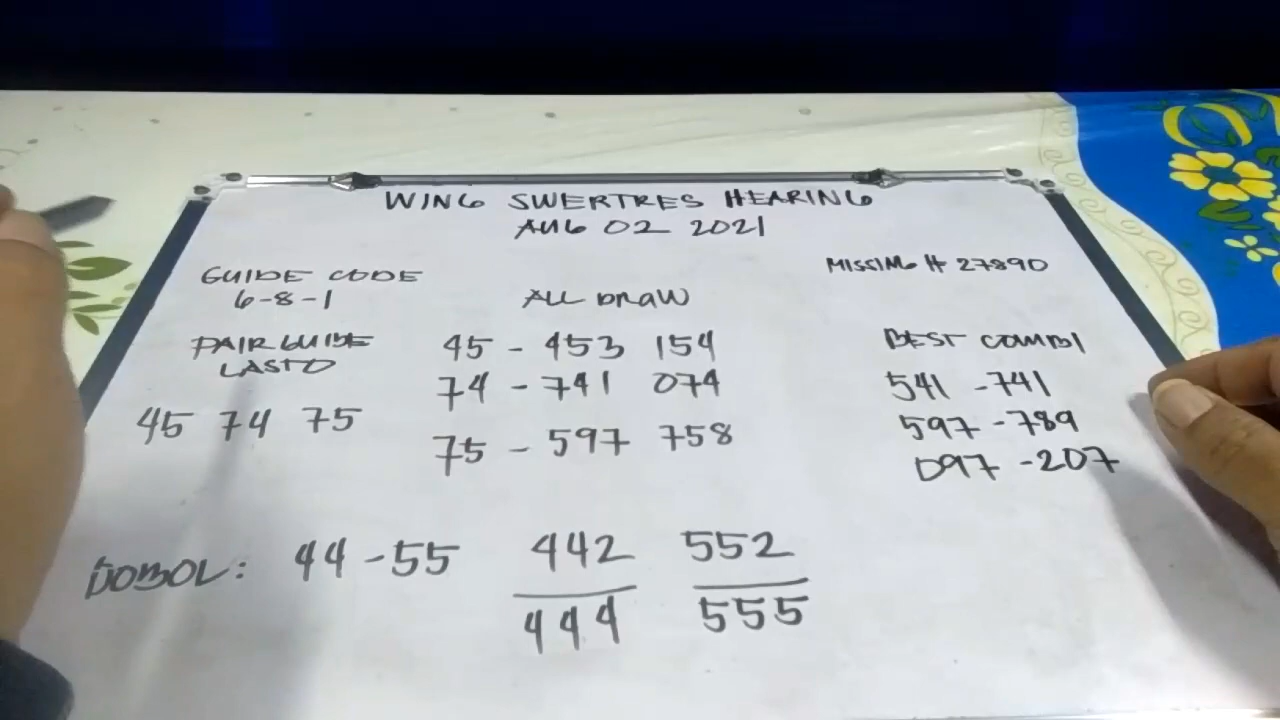 WING SWERTRES HEARING
AUG 02 2021
GUIDE CODE
6-8-1
MISSING # 27890
ALL DRAW
PAIR GUIDE
LASTO
45 74 75
45 - 453 154
74 - 741 074
75 - 597 758
BEST COMBI
541 - 741
597 - 789
097 - 207
DOBOL: 44 - 55 442 552
444 555